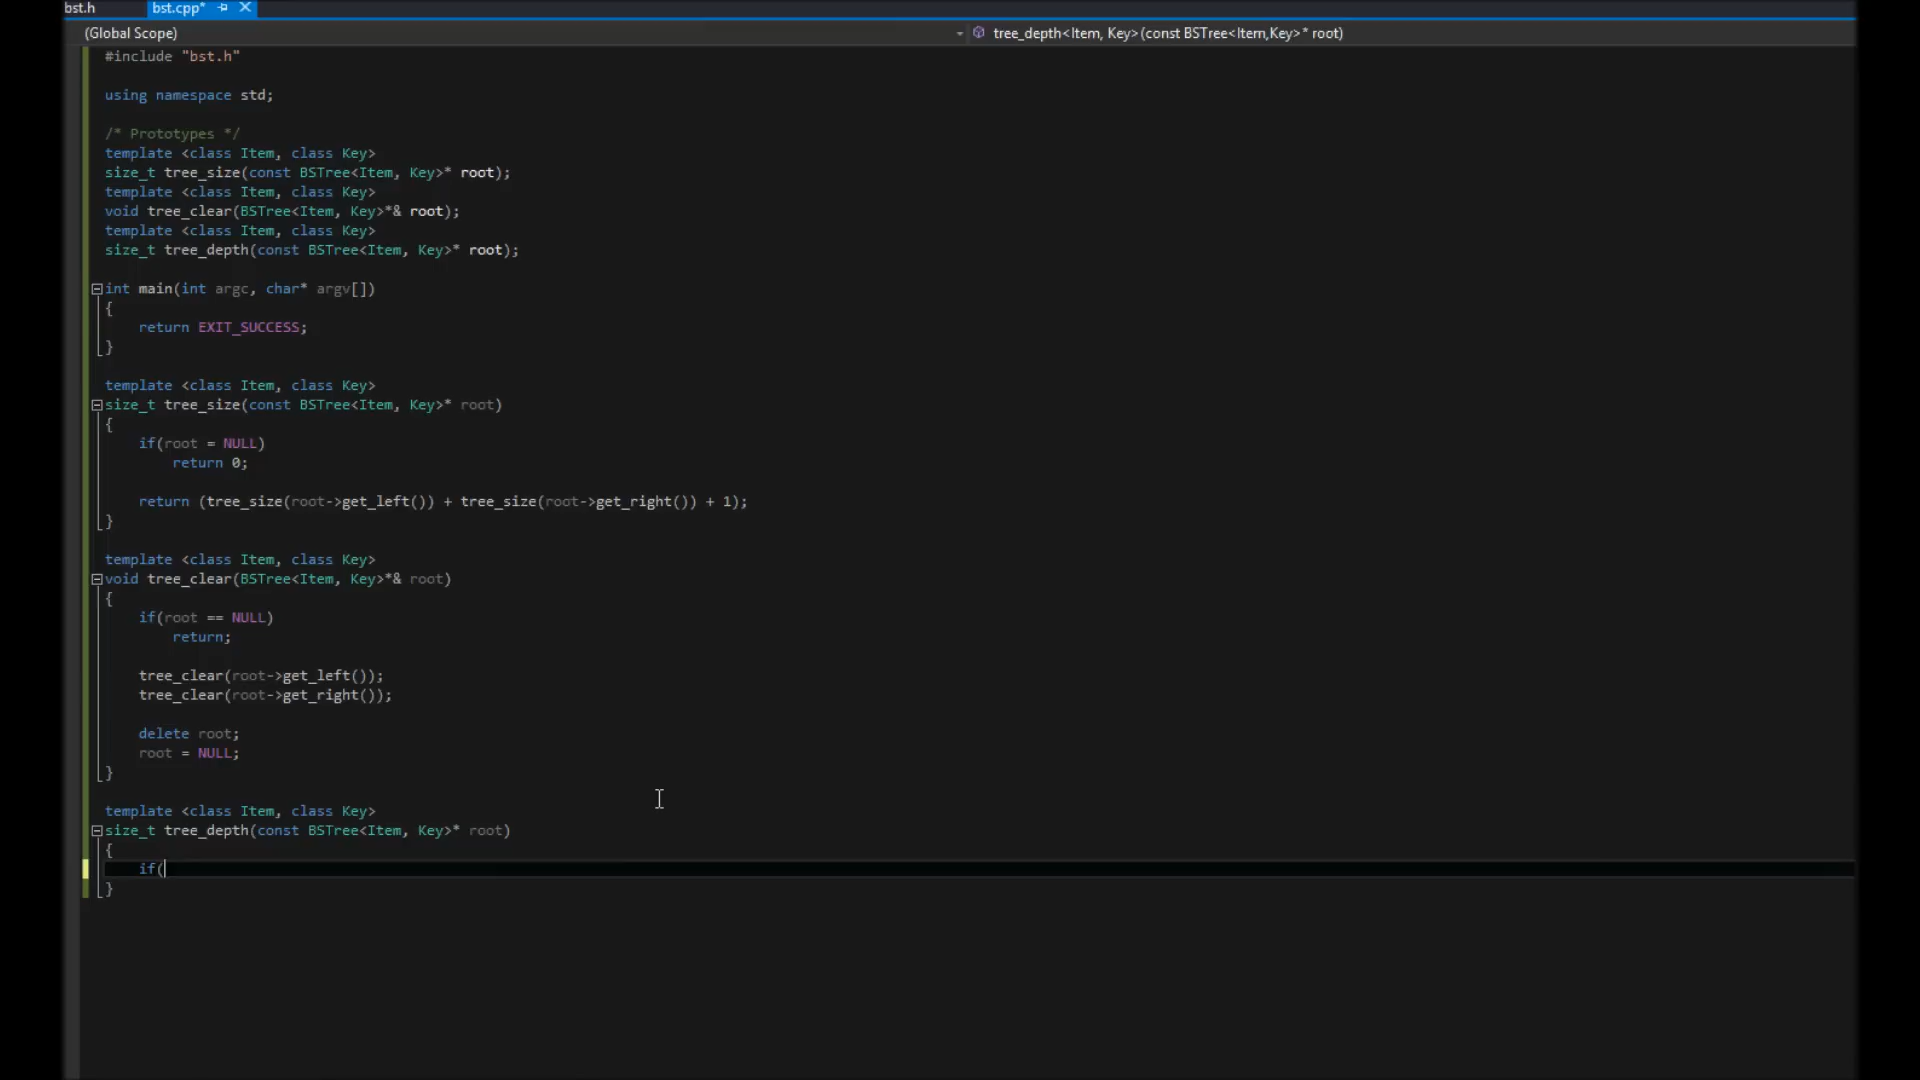 bst.h bst.cpp*
(Global Scope) tree_depth<Item, Key>(const BSTree<Item,Key>* root)
#include "bst.h"
using namespace std;
/* Prototypes */
template <class Item, class Key>
size_t tree_size(const BSTree<Item, Key>* root);
template <class Item, class Key>
void tree_clear(BSTree<Item, Key>*& root);
template <class Item, class Key>
size_t tree_depth(const BSTree<Item, Key>* root);
int main(int argc, char* argv[])
{
    return EXIT_SUCCESS;
}
template <class Item, class Key>
size_t tree_size(const BSTree<Item, Key>* root)
{
    if(root = NULL)
        return 0;
    return (tree_size(root->get_left()) + tree_size(root->get_right()) + 1);
}
template <class Item, class Key>
void tree_clear(BSTree<Item, Key>*& root)
{
    if(root == NULL)
        return;
    tree_clear(root->get_left());
    tree_clear(root->get_right());
    delete root;
    root = NULL;
}
template <class Item, class Key>
size_t tree_depth(const BSTree<Item, Key>* root)
{
    if(
}